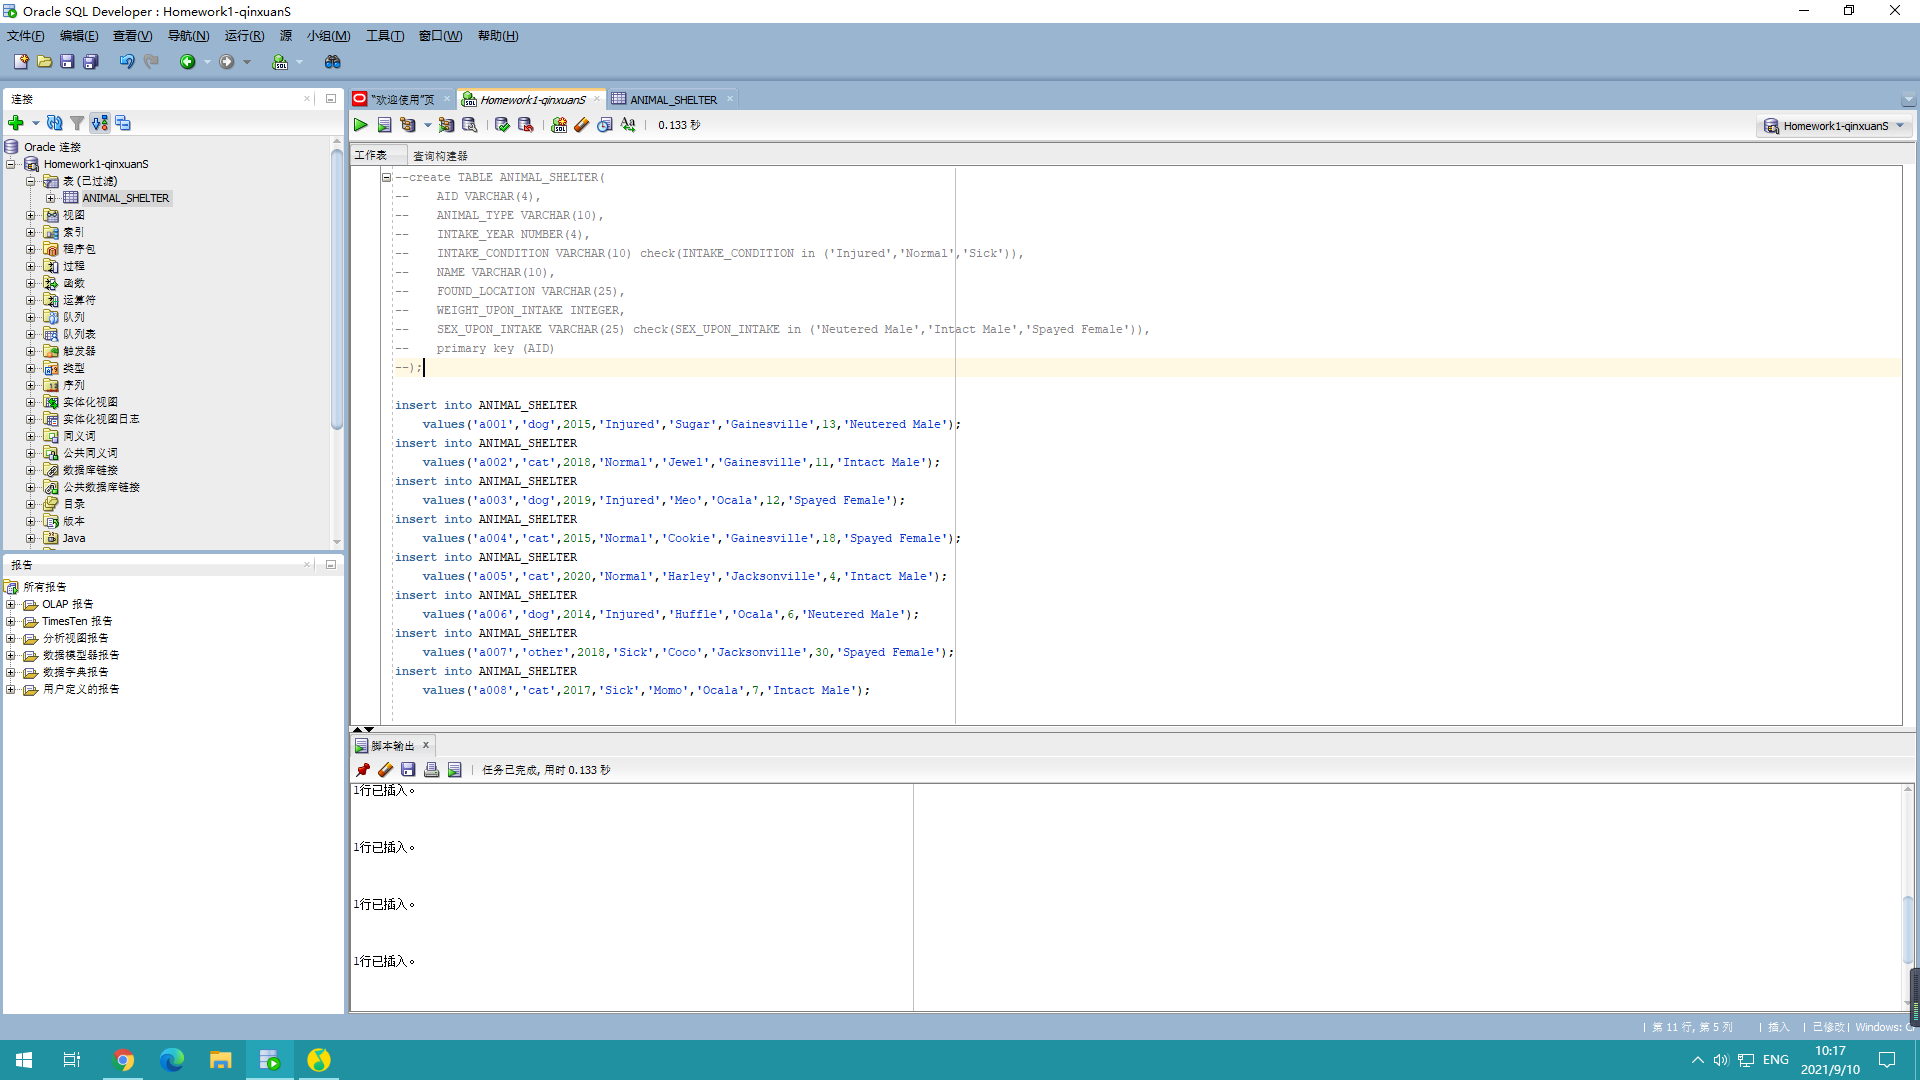 Oracle SQL Developer : Homework1-qinxuanS
文件(F) 编辑(E) 查看(V) 导航(N) 运行(R) 源 小组(M) 工具(T) 窗口(W) 帮助(H)
连接
Oracle 连接
Homework1-qinxuanS
表 (已过滤)
ANIMAL_SHELTER
视图
索引
程序包
过程
函数
运算符
队列
队列表
触发器
类型
序列
实体化视图
实体化视图日志
同义词
公共同义词
数据库链接
公共数据库链接
目录
版本
Java
报告
所有报告
OLAP 报告
TimesTen 报告
分析视图报告
数据模型器报告
数据字典报告
用户定义的报告
"欢迎使用"页 Homework1-qinxuanS ANIMAL_SHELTER
0.133 秒
Homework1-qinxuanS
工作表 查询构建器
--create TABLE ANIMAL_SHELTER(
-- AID VARCHAR(4),
-- ANIMAL_TYPE VARCHAR(10),
-- INTAKE_YEAR NUMBER(4),
-- INTAKE_CONDITION VARCHAR(10) check(INTAKE_CONDITION in ('Injured','Normal','Sick')),
-- NAME VARCHAR(10),
-- FOUND_LOCATION VARCHAR(25),
-- WEIGHT_UPON_INTAKE INTEGER,
-- SEX_UPON_INTAKE VARCHAR(25) check(SEX_UPON_INTAKE in ('Neutered Male','Intact Male','Spayed Female')),
-- primary key (AID)
--);
insert into ANIMAL_SHELTER
values('a001','dog',2015,'Injured','Sugar','Gainesville',13,'Neutered Male');
insert into ANIMAL_SHELTER
values('a002','cat',2018,'Normal','Jewel','Gainesville',11,'Intact Male');
insert into ANIMAL_SHELTER
values('a003','dog',2019,'Injured','Meo','Ocala',12,'Spayed Female');
insert into ANIMAL_SHELTER
values('a004','cat',2015,'Normal','Cookie','Gainesville',18,'Spayed Female');
insert into ANIMAL_SHELTER
values('a005','cat',2020,'Normal','Harley','Jacksonville',4,'Intact Male');
insert into ANIMAL_SHELTER
values('a006','dog',2014,'Injured','Huffle','Ocala',6,'Neutered Male');
insert into ANIMAL_SHELTER
values('a007','other',2018,'Sick','Coco','Jacksonville',30,'Spayed Female');
insert into ANIMAL_SHELTER
values('a008','cat',2017,'Sick','Momo','Ocala',7,'Intact Male');
脚本输出 x
任务已完成, 用时 0.133 秒
1行已插入。
1行已插入。
1行已插入。
1行已插入。
| 第 11 行, 第 5 列 | 插入 | 已修改 | Windows:
ENG
10:17
2021/9/10